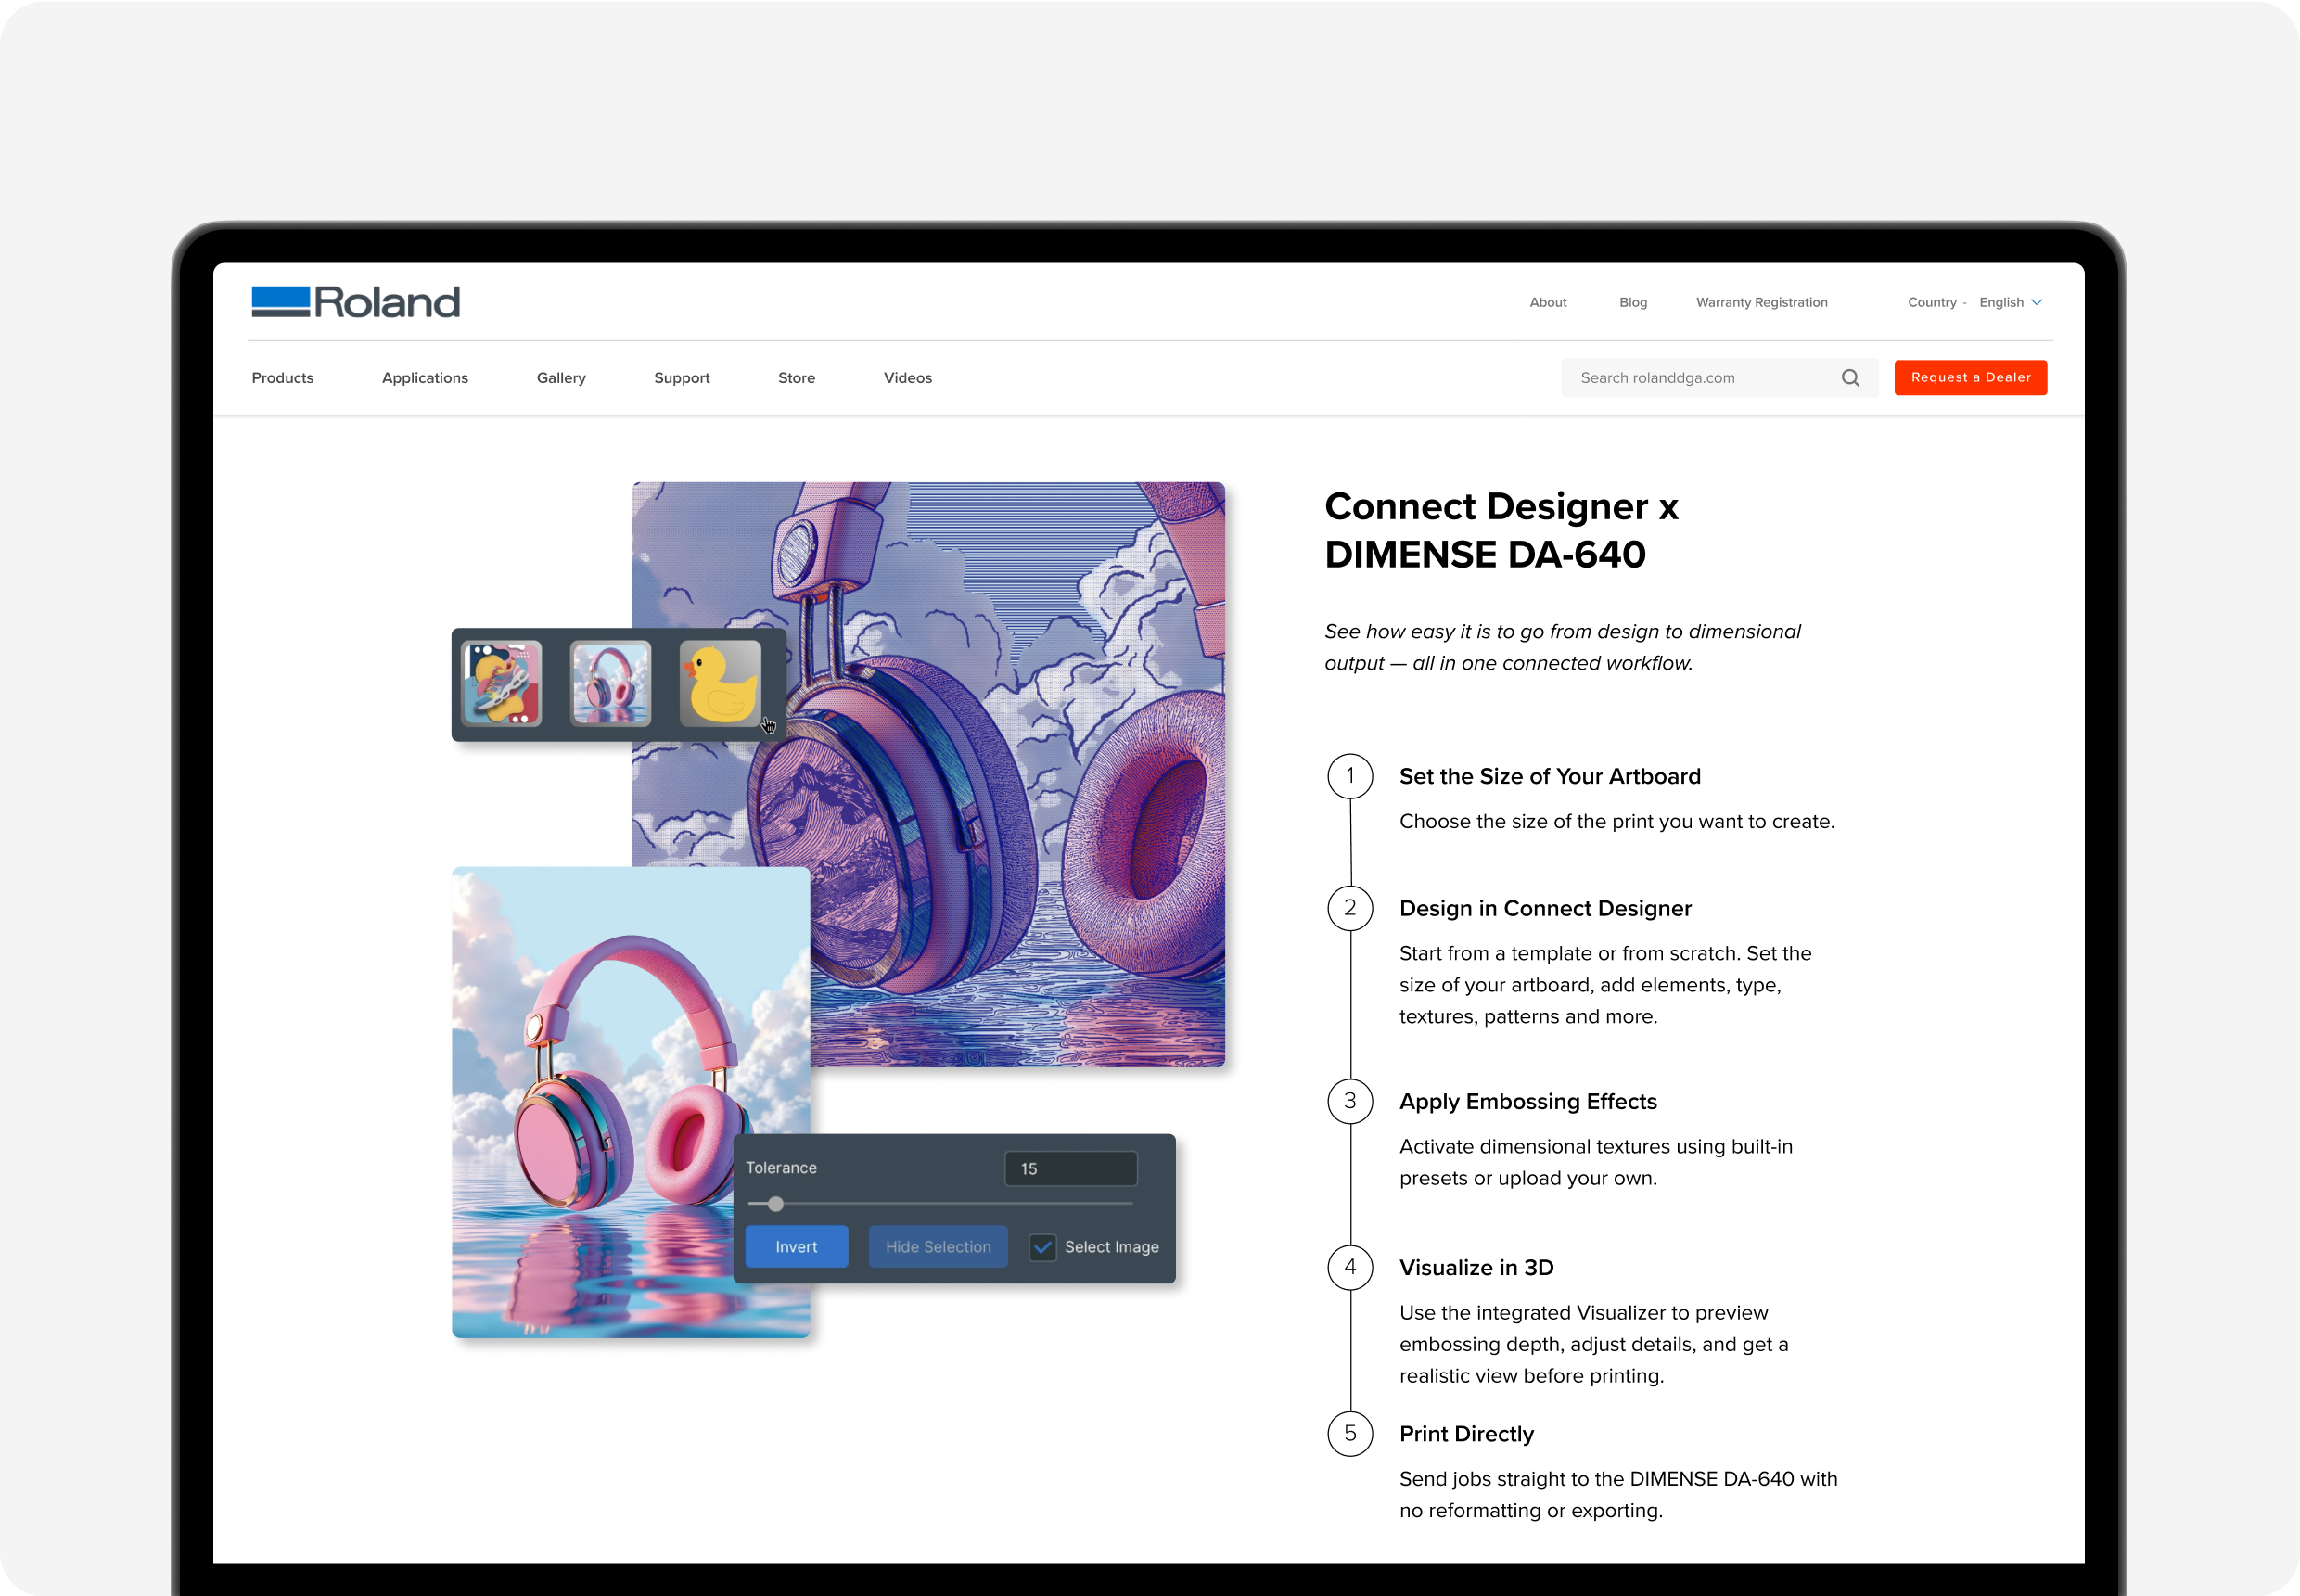 Roland
About Blog Warranty Registration Country - English
Products Applications Gallery Support Store Videos Search rolanddga.com Request a Dealer
Connect Designer x
DIMENSE DA-640
See how easy it is to go from design to dimensional
output — all in one connected workflow.
1 Set the Size of Your Artboard
Choose the size of the print you want to create.
2 Design in Connect Designer
Start from a template or from scratch. Set the
size of your artboard, add elements, type,
textures, patterns and more.
3 Apply Embossing Effects
Activate dimensional textures using built-in
presets or upload your own.
4 Visualize in 3D
Use the integrated Visualizer to preview
embossing depth, adjust details, and get a
realistic view before printing.
5 Print Directly
Send jobs straight to the DIMENSE DA-640 with
no reformatting or exporting.
Tolerance 15
Invert Hide Selection Select Image